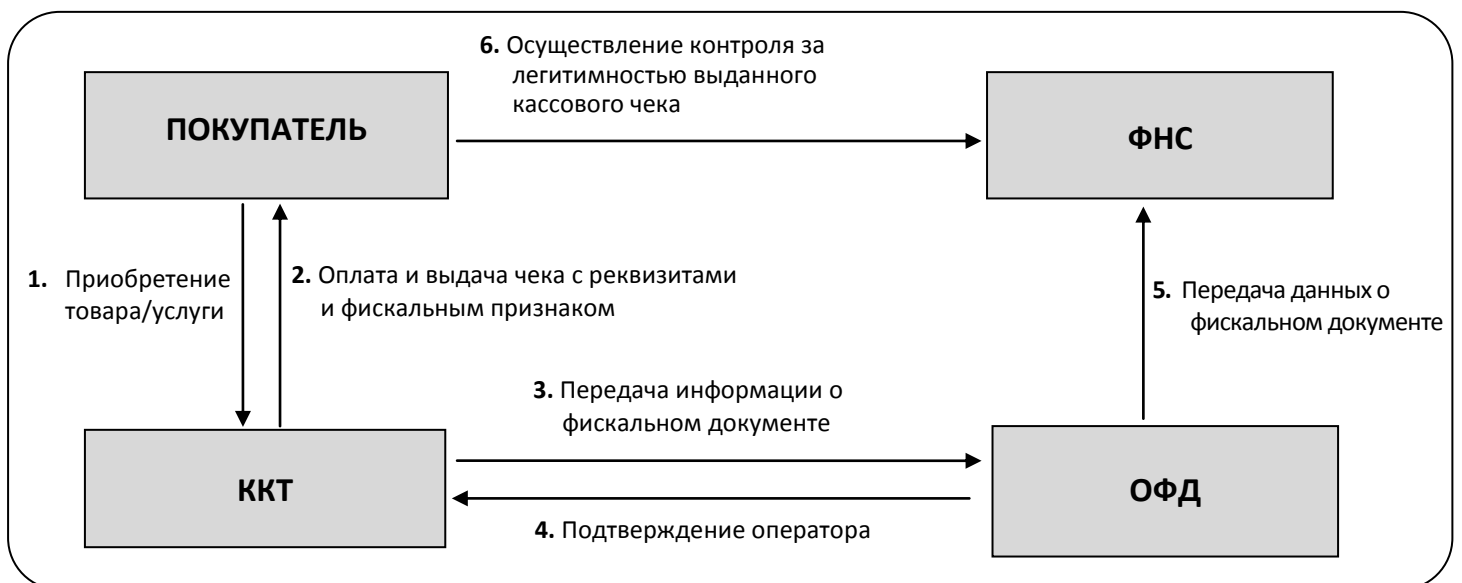 6. Осуществление контроля за
легитимностью выданного
кассового чека
ПОКУПАТЕЛЬ
ФНС
1. Приобретение
товара/услуги
2. Оплата и выдача чека с реквизитами
и фискальным признаком
5. Передача данных о
фискальном документе
3. Передача информации о
фискальном документе
ККТ
ОФД
4. Подтверждение оператора